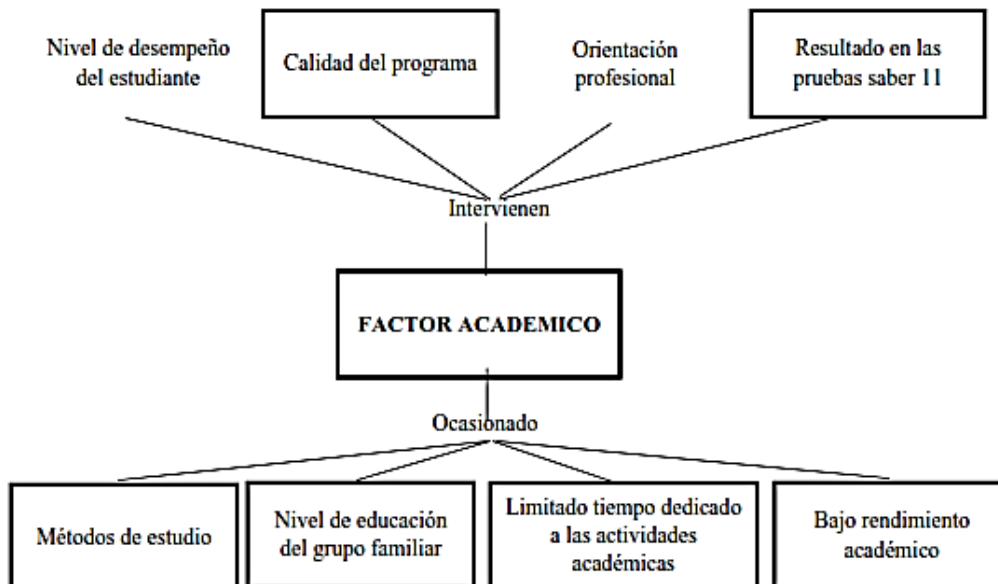 Nivel de desempeño
del estudiante
Calidad del programa
Orientación
profesional
Resultado en las
pruebas saber 11
Intervienen
FACTOR ACADEMICO
Ocasionado
Métodos de estudio
Nivel de educación
del grupo familiar
Limitado tiempo dedicado
a las actividades
académicas
Bajo rendimiento
académico